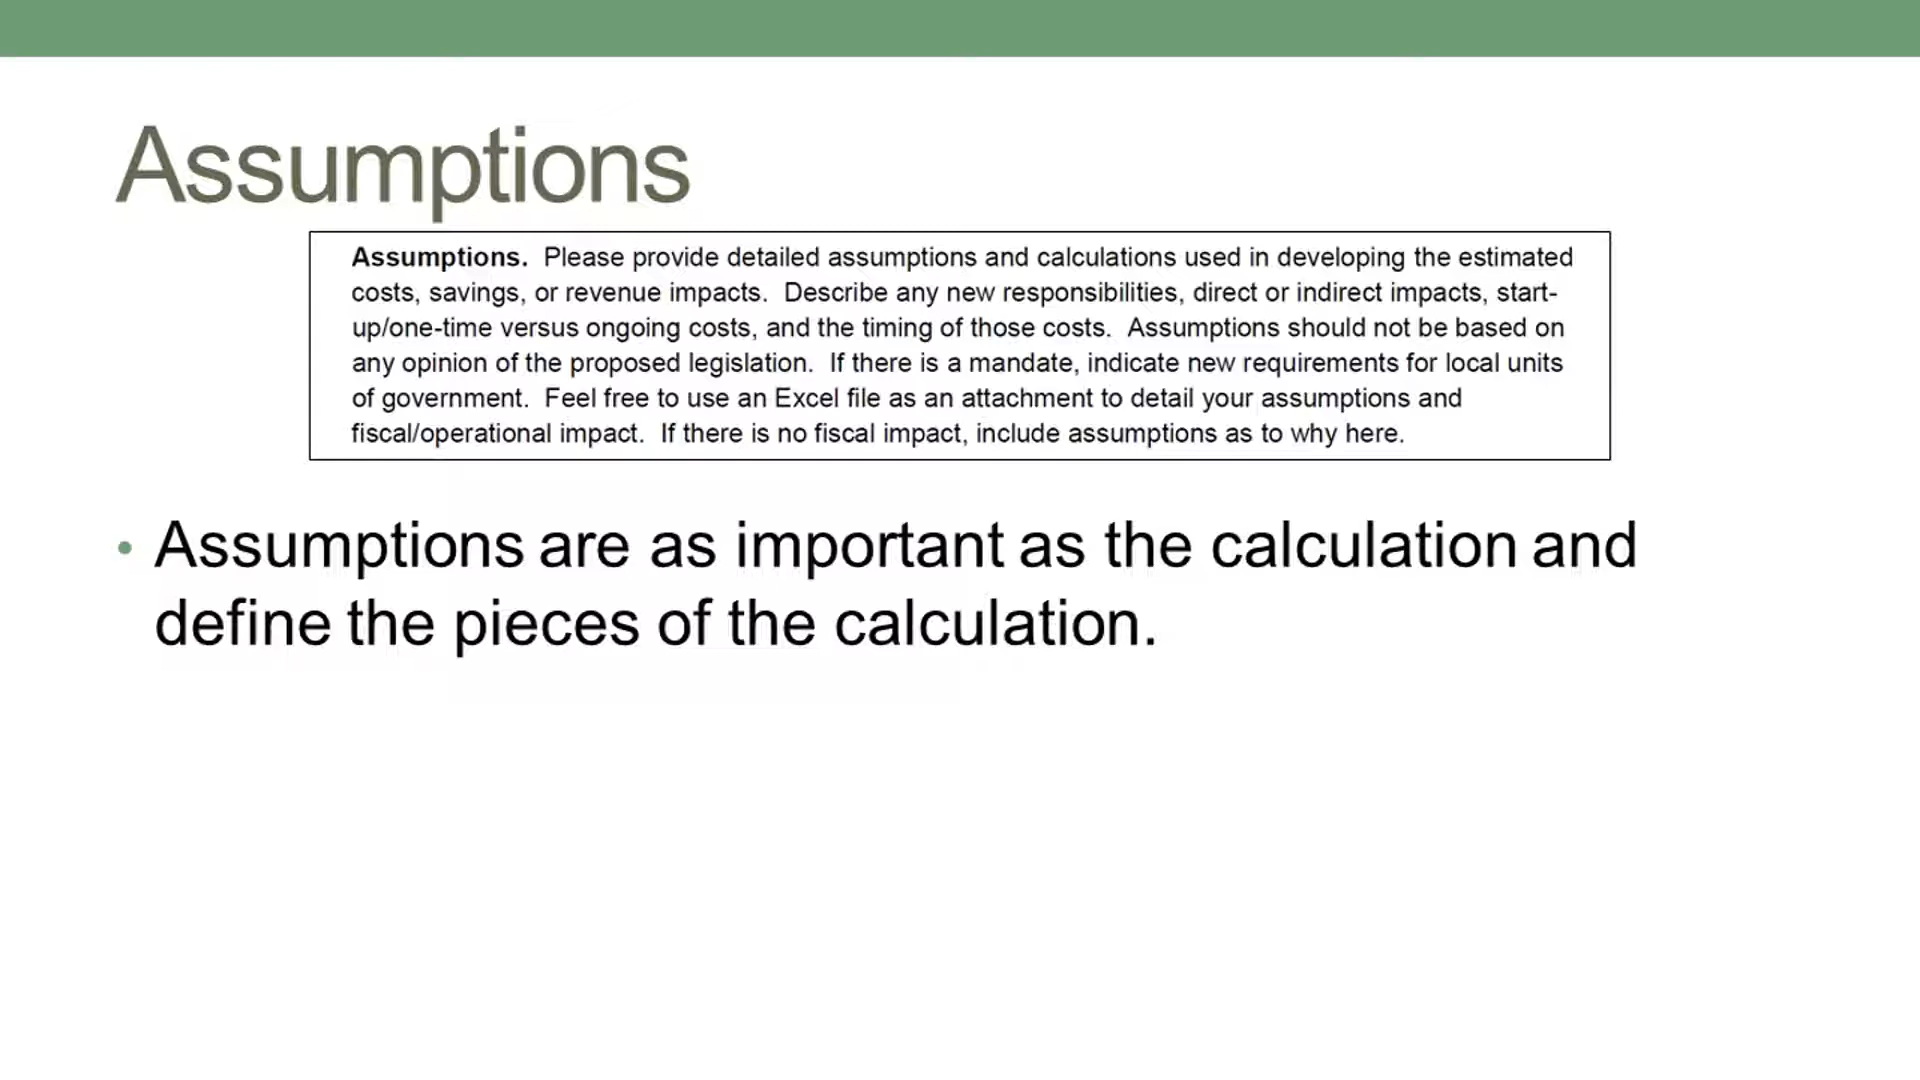 Assumptions
Assumptions. Please provide detailed assumptions and calculations used in developing the estimated
costs, savings, or revenue impacts. Describe any new responsibilities, direct or indirect impacts, start-
up/one-time versus ongoing costs, and the timing of those costs. Assumptions should not be based on
any opinion of the proposed legislation. If there is a mandate, indicate new requirements for local units
of government. Feel free to use an Excel file as an attachment to detail your assumptions and
fiscal/operational impact. If there is no fiscal impact, include assumptions as to why here.
• Assumptions are as important as the calculation and
define the pieces of the calculation.